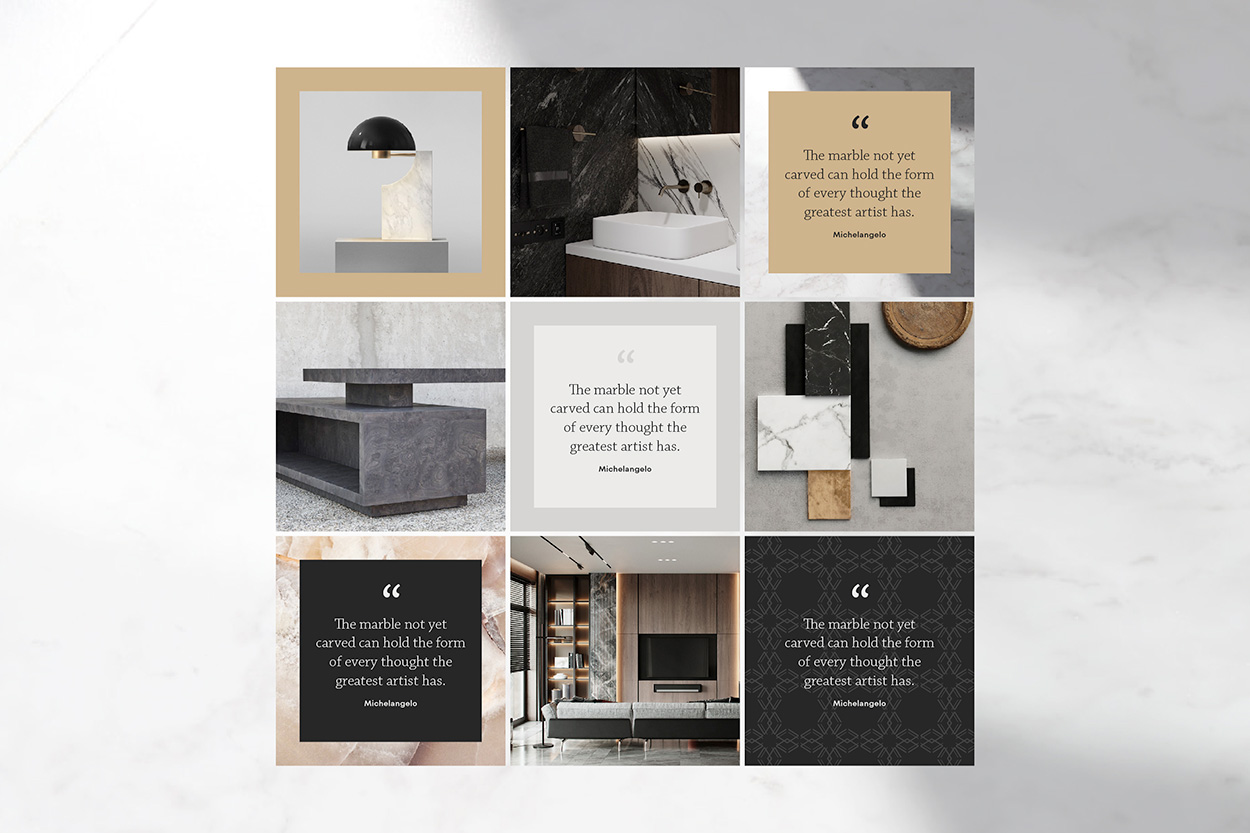 “
The marble not yet
carved can hold the form
of every thought the
greatest artist has.
Michelangelo
“
The marble not yet
carved can hold the form
of every thought the
greatest artist has.
Michelangelo
“
The marble not yet
carved can hold the form
of every thought the
greatest artist has.
Michelangelo
“
The marble not yet
carved can hold the form
of every thought the
greatest artist has.
Michelangelo